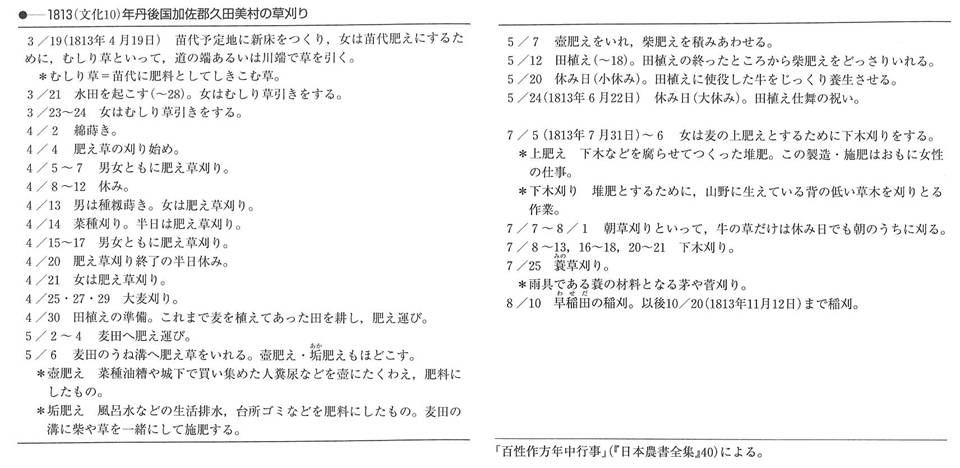 ●──1813(文化10)年丹後国加佐郡久田美村の草刈り
3／19(1813年4月19日)　苗代予定地に新床をつくり，女は苗代肥えにするた
めに，むしり草といって，道の端あるいは川端で草を引く。
＊むしり草＝苗代に肥料としてしきこむ草。
3／21　水田を起こす(〜28)。女はむしり草引きをする。
3／23〜24　女はむしり草引きをする。
4／2　綿蒔き。
4／4　肥え草の刈り始め。
4／5〜7　男女ともに肥え草刈り。
4／8〜12　休み。
4／13　男は種籾蒔き。女は肥え草刈り。
4／14　菜種刈り。半日は肥え草刈り。
4／15〜17　男女ともに肥え草刈り。
4／20　肥え草刈り終了の半日休み。
4／21　女は肥え草刈り。
4／25・27・29　大麦刈り。
4／30　田植えの準備。これまで麦を植えてあった田を耕し，肥え運び。
5／2〜4　麦田へ肥え運び。
あか
5／6　麦田のうね溝へ肥え草をいれる。壺肥え・垢肥えもほどこす。
＊壺肥え　菜種油糟や城下で買い集めた人糞尿などを壺にたくわえ，肥料に
したもの。
＊垢肥え　風呂水などの生活排水，台所ゴミなどを肥料にしたもの。麦田の
溝に柴や草を一緒にして施肥する。
5／7　壺肥えをいれ，柴肥えを積みあわせる。
5／12　田植え(〜18)。田植えの終ったところから柴肥えをどっさりいれる。
5／20　休み日(小休み)。田植えに使役した牛をじっくり養生させる。
5／24(1813年6月22日)　休み日(大休み)。田植え仕舞の祝い。
7／5(1813年7月31日)〜6　女は麦の上肥えとするために下木刈りをする。
＊上肥え　下木などを腐らせてつくった堆肥。この製造・施肥はおもに女性
の仕事。
＊下木刈り　堆肥とするために，山野に生えている背の低い草木を刈りとる
作業。
7／7〜8／1　朝草刈りといって，牛の草だけは休み日でも朝のうちに刈る。
7／8〜13，16〜18，20〜21　下木刈り。
みの
7／25　蓑草刈り。
＊雨具である蓑の材料となる茅や菅刈り。
わせだ
8／10　早稲田の稲刈。以後10／20(1813年11月12日)まで稲刈。
「百性作方年中行事」(『日本農書全集』40)による。